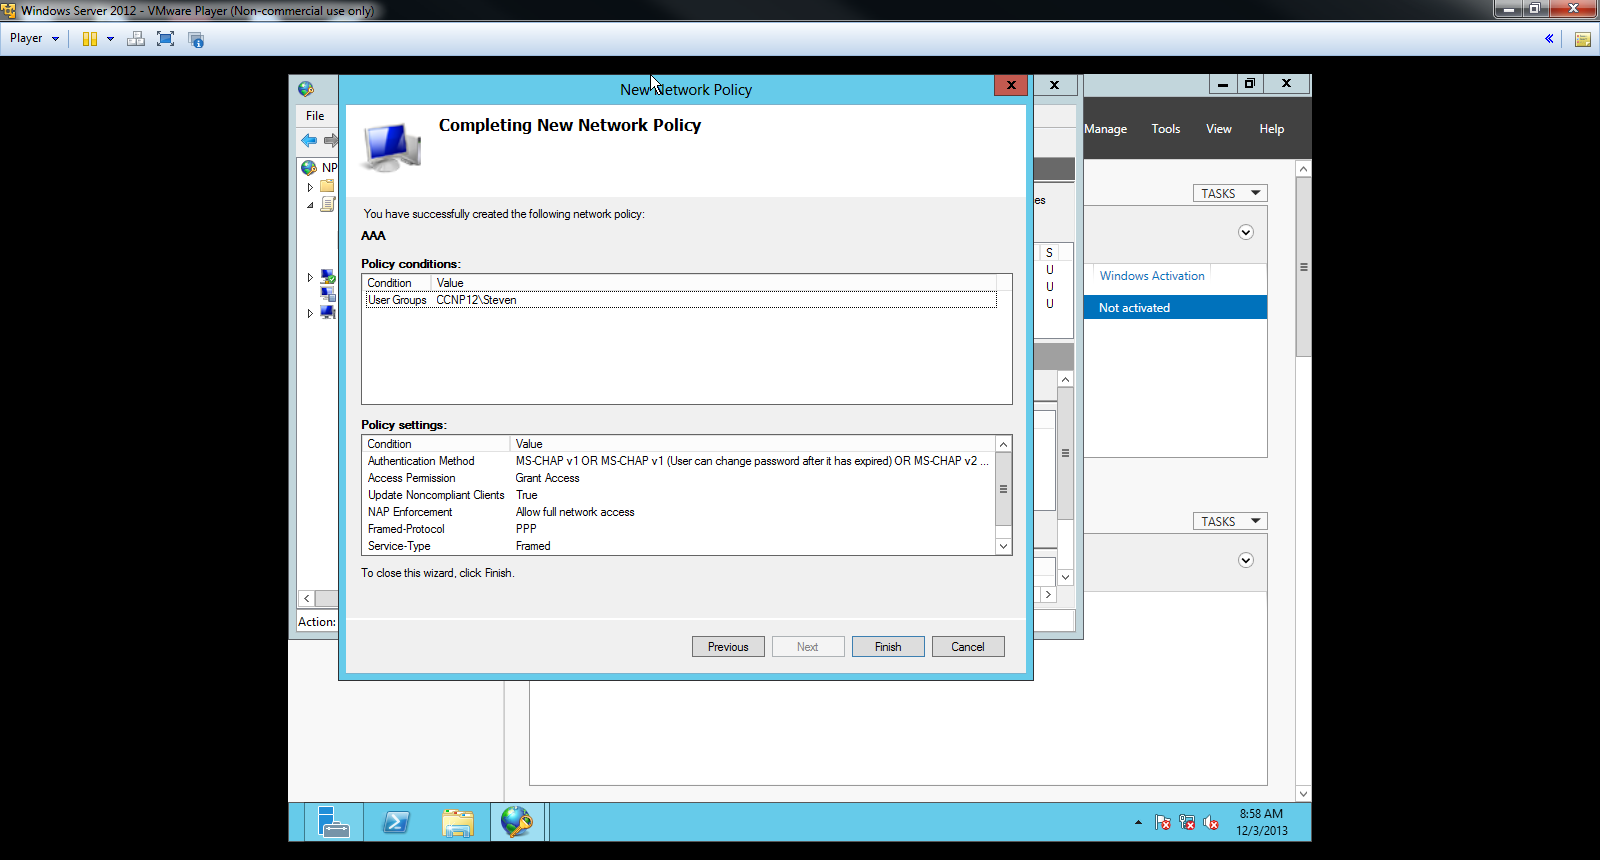 Windows Server 2012 - VMware Player (Non-commercial use only)
Player
New Network Policy
File
Completing New Network Policy
Manage Tools View Help
NP
TASKS
You have successfully created the following network policy:
es
AAA
Policy conditions:
S
Condition Value
U
Windows Activation
User Groups CCNP12\Steven
U
U
Not activated
Policy settings:
Condition Value
Authentication Method MS-CHAP v1 OR MS-CHAP v1 (User can change password after it has expired) OR MS-CHAP v2 ...
Access Permission Grant Access
Update Noncompliant Clients True
NAP Enforcement Allow full network access
TASKS
Framed-Protocol PPP
Service-Type Framed
To close this wizard, click Finish.
Action:
Previous Next Finish Cancel
8:58 AM
12/3/2013